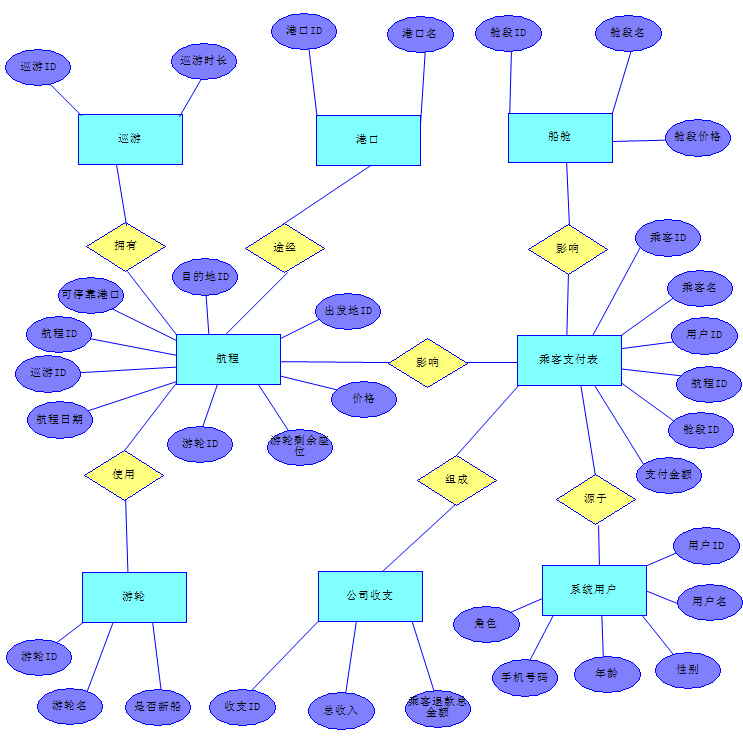 港口ID
港口名
舱段ID
舱段名
巡游ID
巡游时长
巡游
港口
船舱
舱段价格
拥有
途经
影响
乘客ID
可停靠港口
目的地ID
出发地ID
乘客名
航程ID
用户ID
航程
影响
乘客支付表
巡游ID
航程ID
价格
航程日期
游轮ID
游轮剩余座
位
舱段ID
使用
组成
支付金额
源于
用户ID
游轮
公司收支
系统用户
用户名
角色
游轮ID
手机号码
年龄
性别
游轮名
是否新船
收支ID
总收入
乘客退款总
金额